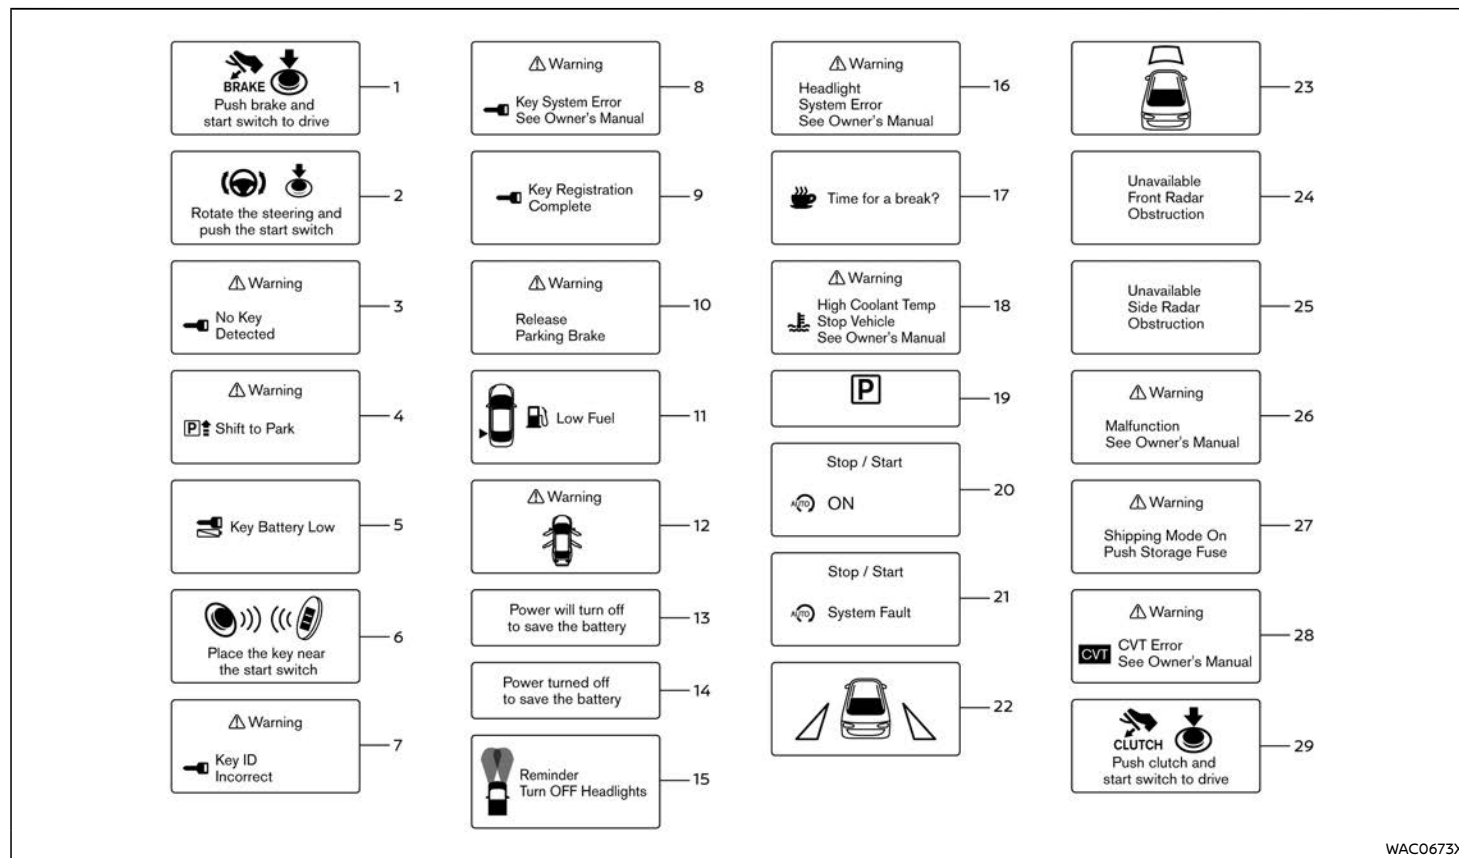 BRAKE
Push brake and
start switch to drive
1
Rotate the steering and
push the start switch
2
Warning
No Key
Detected
3
Warning
P Shift to Park
4
Key Battery Low
5
Place the key near
the start switch
6
Warning
Key ID
Incorrect
7
Warning
Key System Error
See Owner's Manual
8
Key Registration
Complete
9
Warning
Release
Parking Brake
10
Low Fuel
11
Warning
12
Power will turn off
to save the battery
13
Power turned off
to save the battery
14
Reminder
Turn OFF Headlights
15
Warning
Headlight
System Error
See Owner's Manual
16
Time for a break?
17
Warning
High Coolant Temp
Stop Vehicle
See Owner's Manual
18
P
19
Stop / Start
AUTO ON
20
Stop / Start
AUTO System Fault
21
22
23
Unavailable
Front Radar
Obstruction
24
Unavailable
Side Radar
Obstruction
25
Warning
Malfunction
See Owner's Manual
26
Warning
Shipping Mode On
Push Storage Fuse
27
Warning
CVT
CVT Error
See Owner's Manual
28
CLUTCH
Push clutch and
start switch to drive
29
WAC0673X